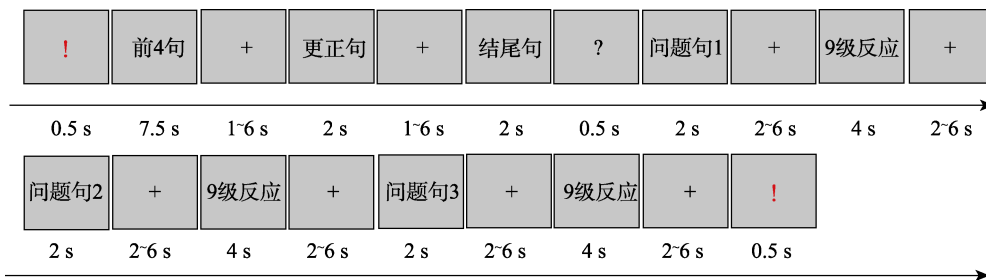 ! 前4句 + 更正句 + 结尾句 ? 问题句1 + 9级反应 +
0.5 s 7.5 s 1~6 s 2 s 1~6 s 2 s 0.5 s 2 s 2~6 s 4 s 2~6 s
问题句2 + 9级反应 + 问题句3 + 9级反应 + !
2 s 2~6 s 4 s 2~6 s 2 s 2~6 s 4 s 2~6 s 0.5 s